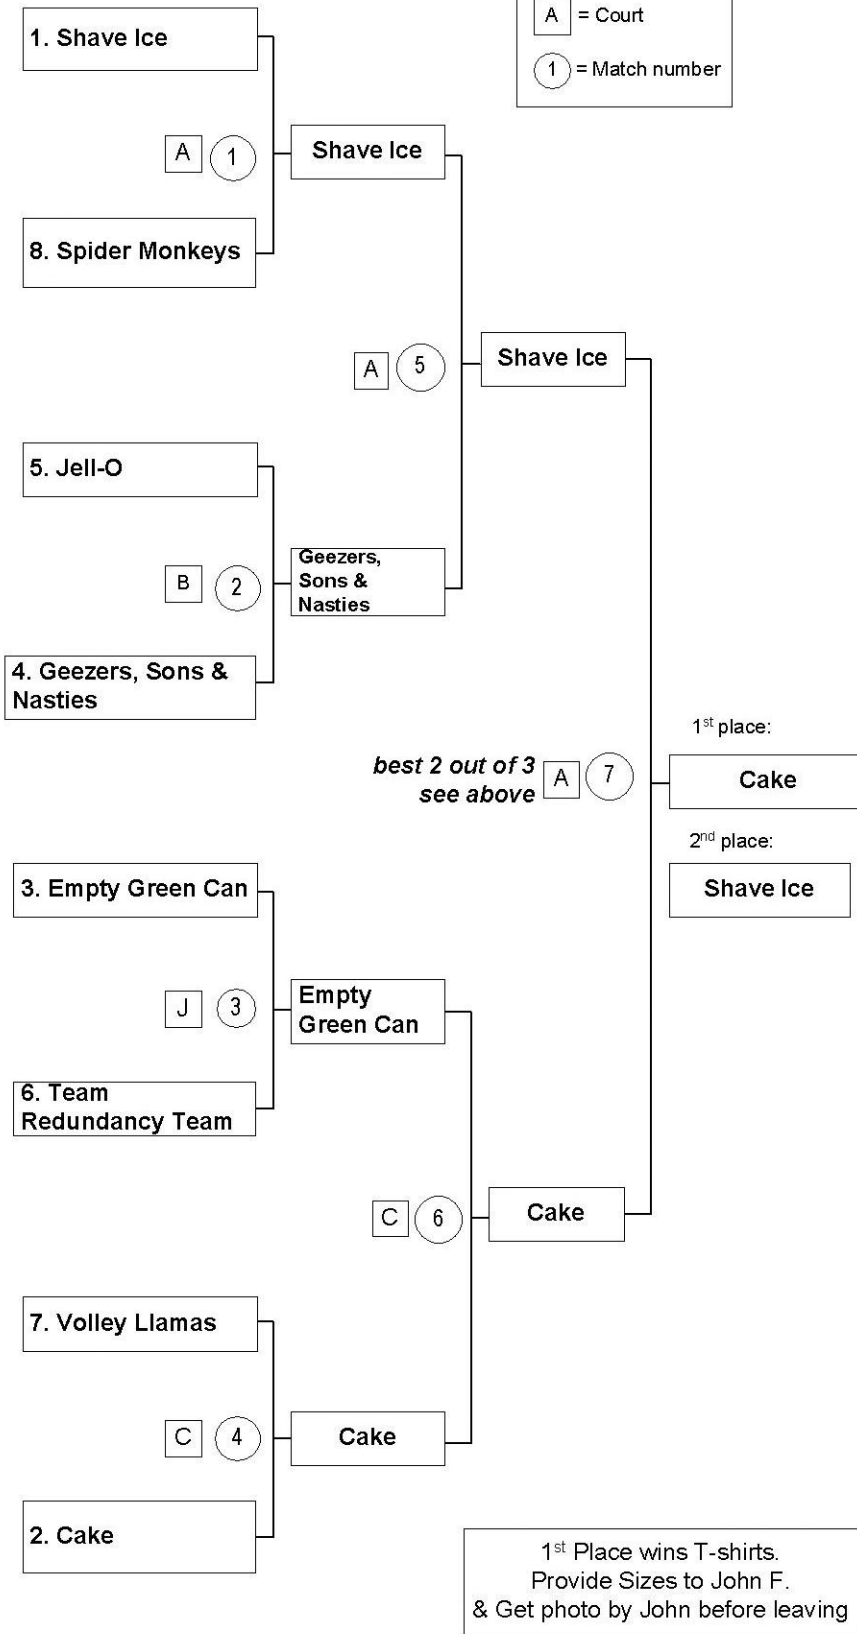 A = Court
1 = Match number
1. Shave Ice
A 1
Shave Ice
8. Spider Monkeys
A 5
Shave Ice
5. Jell-O
B 2
Geezers,
Sons &
Nasties
4. Geezers, Sons &
Nasties
best 2 out of 3
see above
A 7
1st place:
Cake
2nd place:
Shave Ice
3. Empty Green Can
J 3
Empty
Green Can
6. Team
Redundancy Team
C 6
Cake
7. Volley Llamas
C 4
Cake
2. Cake
1st Place wins T-shirts.
Provide Sizes to John F.
& Get photo by John before leaving